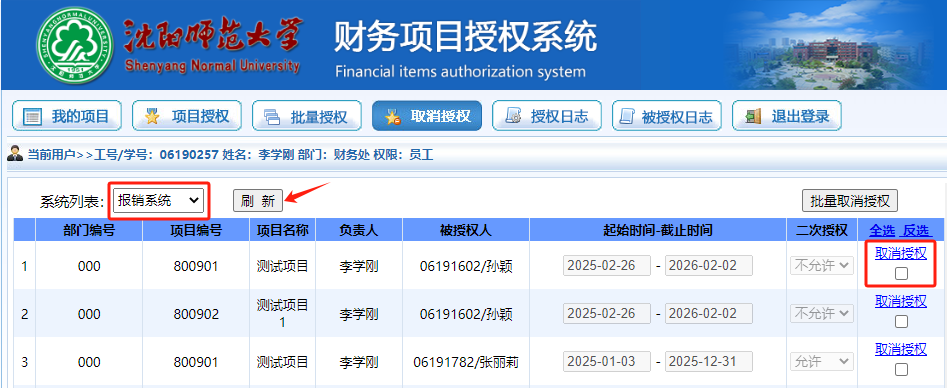 沈阳师范大学
Shenyang Normal University
财务项目授权系统
Financial items authorization system
我的项目 项目授权 批量授权 取消授权 授权日志 被授权日志 退出登录
当前用户>>工号/学号：06190257 姓名：李学刚 部门：财务处 权限：员工
系统列表： 报销系统 刷 新 批量取消授权
部门编号 项目编号 项目名称 负责人 被授权人 起始时间-截止时间 二次授权 全选 反选
1 000 800901 测试项目 李学刚 06191602/孙颖 2025-02-26 - 2026-02-02 不允许 取消授权
2 000 800902 测试项目1 李学刚 06191602/孙颖 2025-02-26 - 2026-02-02 不允许 取消授权
3 000 800901 测试项目 李学刚 06191782/张丽莉 2025-01-03 - 2025-12-31 允许 取消授权